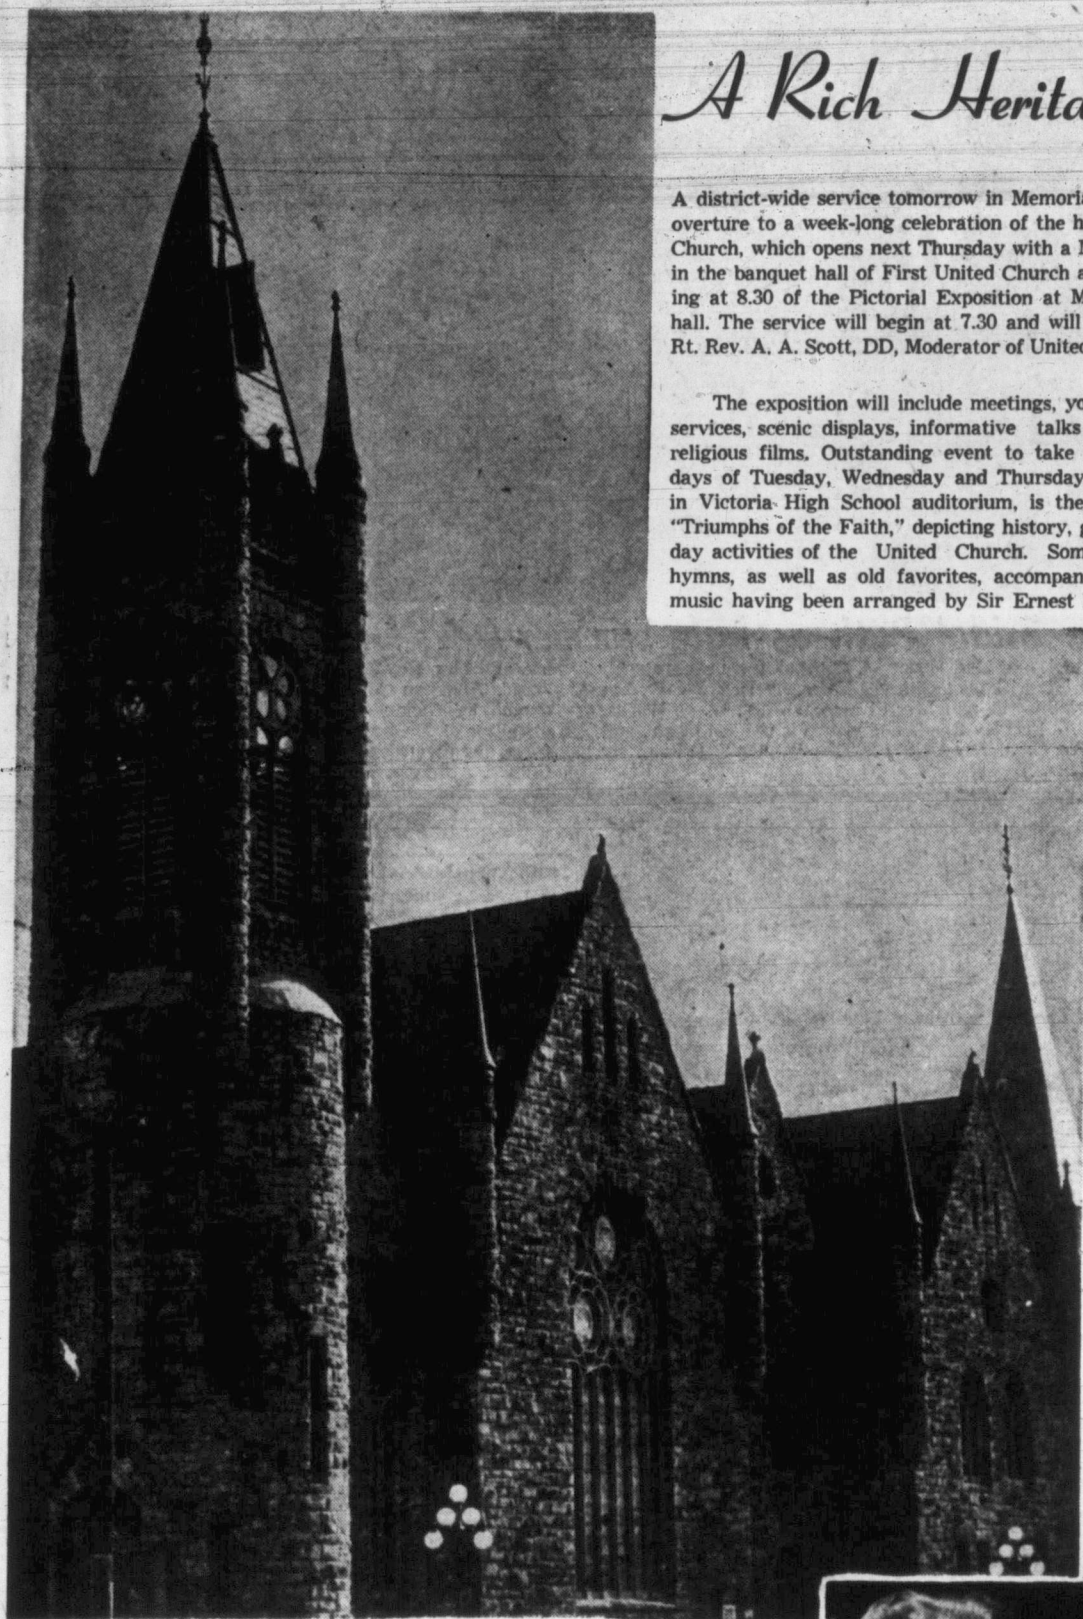 A Rich Herita
A district-wide service tomorrow in Memoria
overture to a week-long celebration of the h
Church, which opens next Thursday with a
in the banquet hall of First United Church a
ing at 8.30 of the Pictorial Exposition at M
hall. The service will begin at 7.30 and will
Rt. Rev. A. A. Scott, DD, Moderator of United
The exposition will include meetings, yo
services, scenic displays, informative talks
religious films. Outstanding event to take
days of Tuesday, Wednesday and Thursday
in Victoria High School auditorium, is the
"Triumphs of the Faith," depicting history, g
day activities of the United Church. Som
hymns, as well as old favorites, accompan
music having been arranged by Sir Ernest